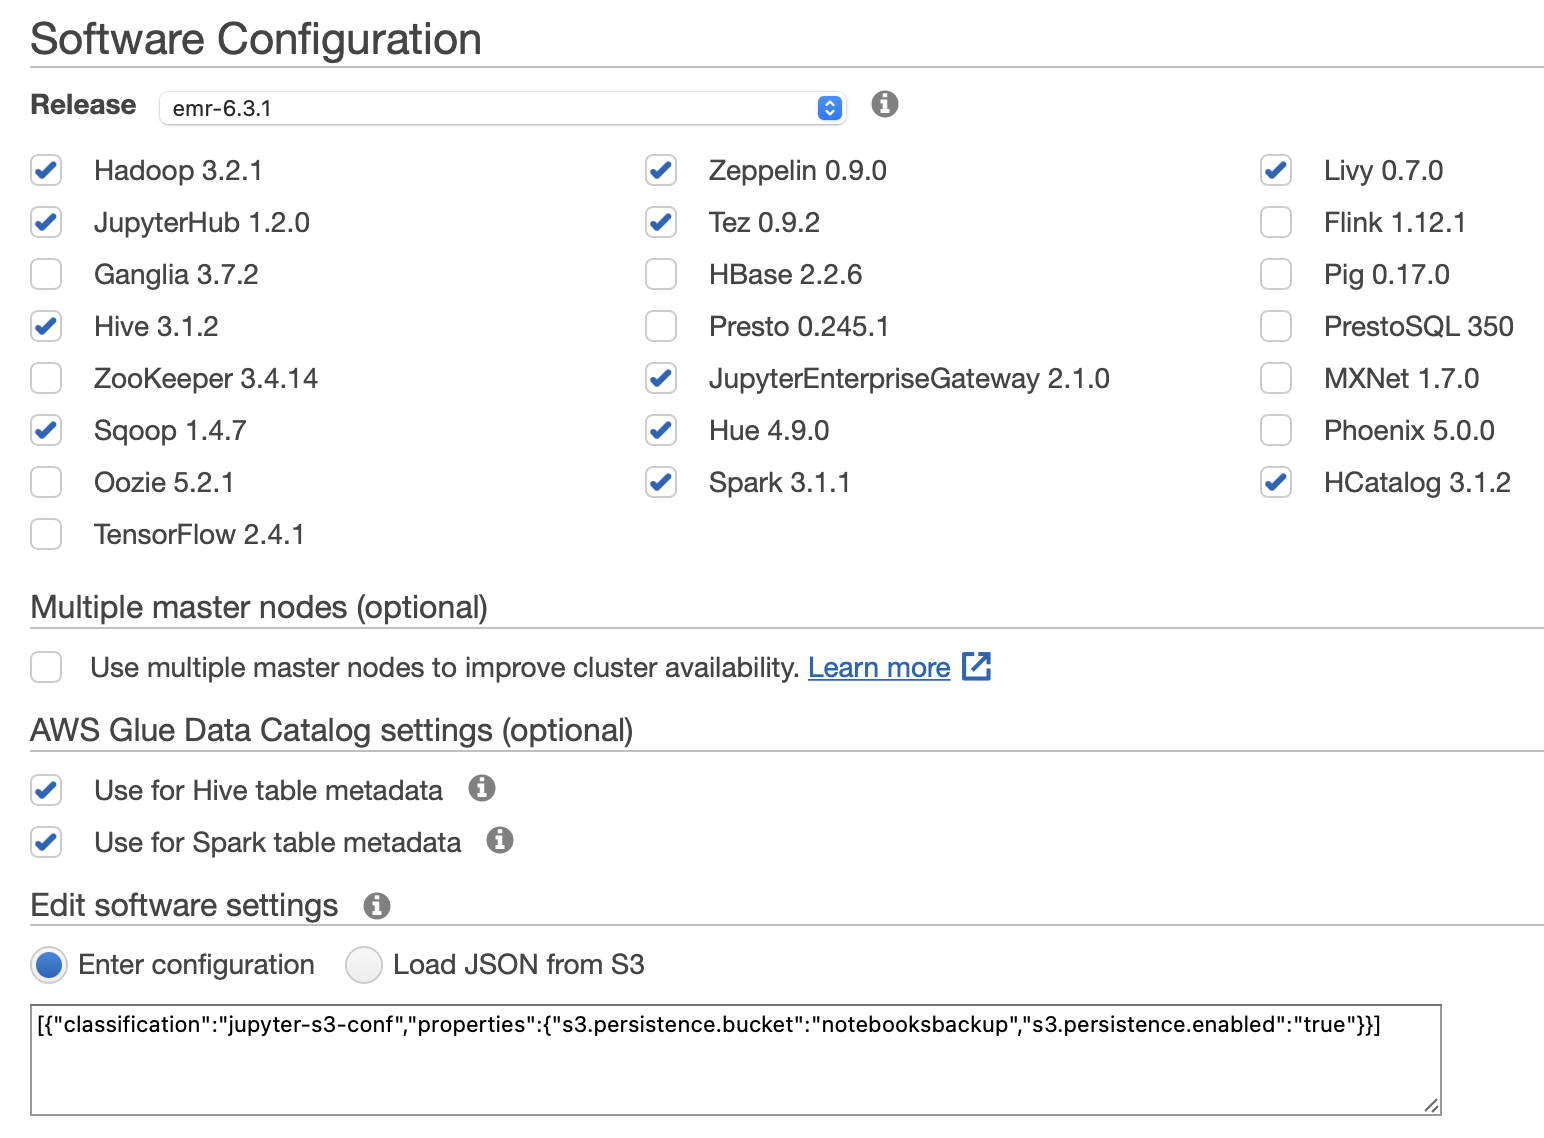 Software Configuration
Release emr-6.3.1
Hadoop 3.2.1 Zeppelin 0.9.0 Livy 0.7.0
JupyterHub 1.2.0 Tez 0.9.2 Flink 1.12.1
Ganglia 3.7.2 HBase 2.2.6 Pig 0.17.0
Hive 3.1.2 Presto 0.245.1 PrestoSQL 350
ZooKeeper 3.4.14 JupyterEnterpriseGateway 2.1.0 MXNet 1.7.0
Sqoop 1.4.7 Hue 4.9.0 Phoenix 5.0.0
Oozie 5.2.1 Spark 3.1.1 HCatalog 3.1.2
TensorFlow 2.4.1
Multiple master nodes (optional)
Use multiple master nodes to improve cluster availability. Learn more
AWS Glue Data Catalog settings (optional)
Use for Hive table metadata
Use for Spark table metadata
Edit software settings
Enter configuration Load JSON from S3
[{"classification":"jupyter-s3-conf","properties":{"s3.persistence.bucket":"notebooksbackup","s3.persistence.enabled":"true"}}]